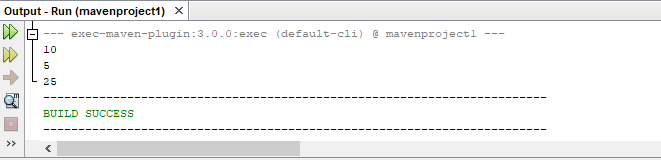 Output - Run (mavenproject1) ×
--- exec-maven-plugin:3.0.0:exec (default-cli) @ mavenproject1 ---
10
5
25
------------------------------------------------------------------------
BUILD SUCCESS
------------------------------------------------------------------------